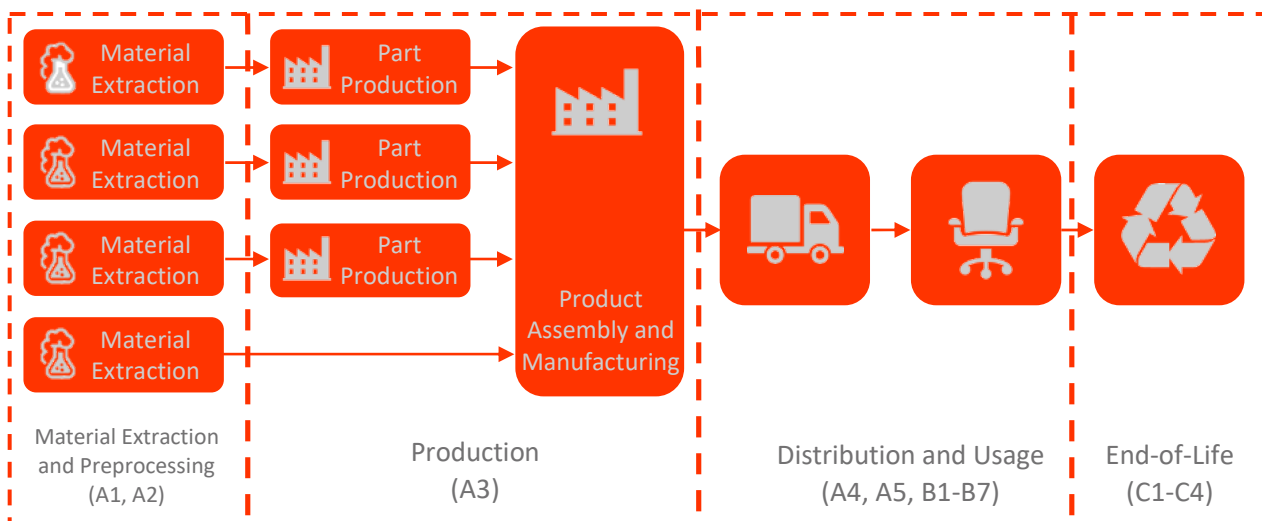 Material
Extraction
Part
Production
Material
Extraction
Part
Production
Material
Extraction
Part
Production
Material
Extraction
Product
Assembly and
Manufacturing
Material Extraction
and Preprocessing
(A1, A2)
Production
(A3)
Distribution and Usage
(A4, A5, B1-B7)
End-of-Life
(C1-C4)